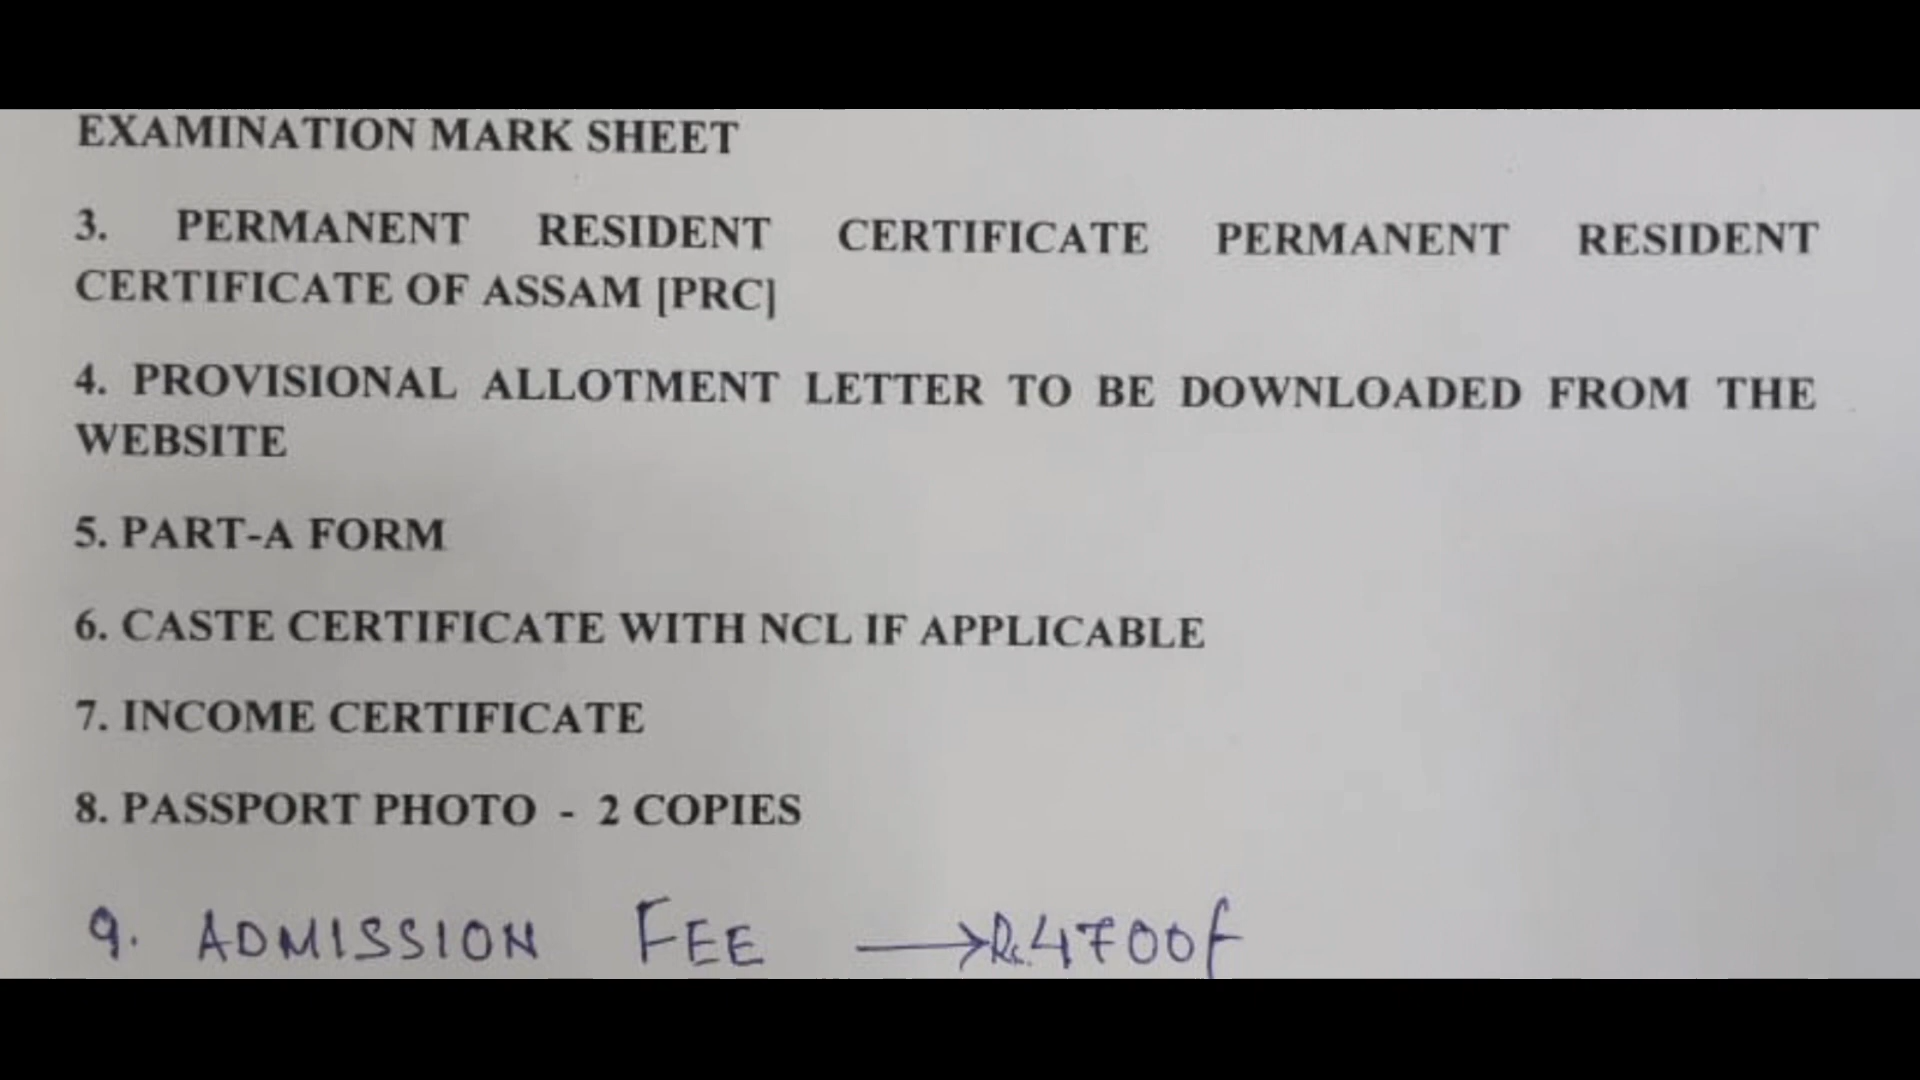 EXAMINATION MARK SHEET
3. PERMANENT RESIDENT CERTIFICATE PERMANENT RESIDENT
CERTIFICATE OF ASSAM [PRC]
4. PROVISIONAL ALLOTMENT LETTER TO BE DOWNLOADED FROM THE
WEBSITE
5. PART-A FORM
6. CASTE CERTIFICATE WITH NCL IF APPLICABLE
7. INCOME CERTIFICATE
8. PASSPORT PHOTO - 2 COPIES
9. ADMISSION FEE →Rs.4700/-